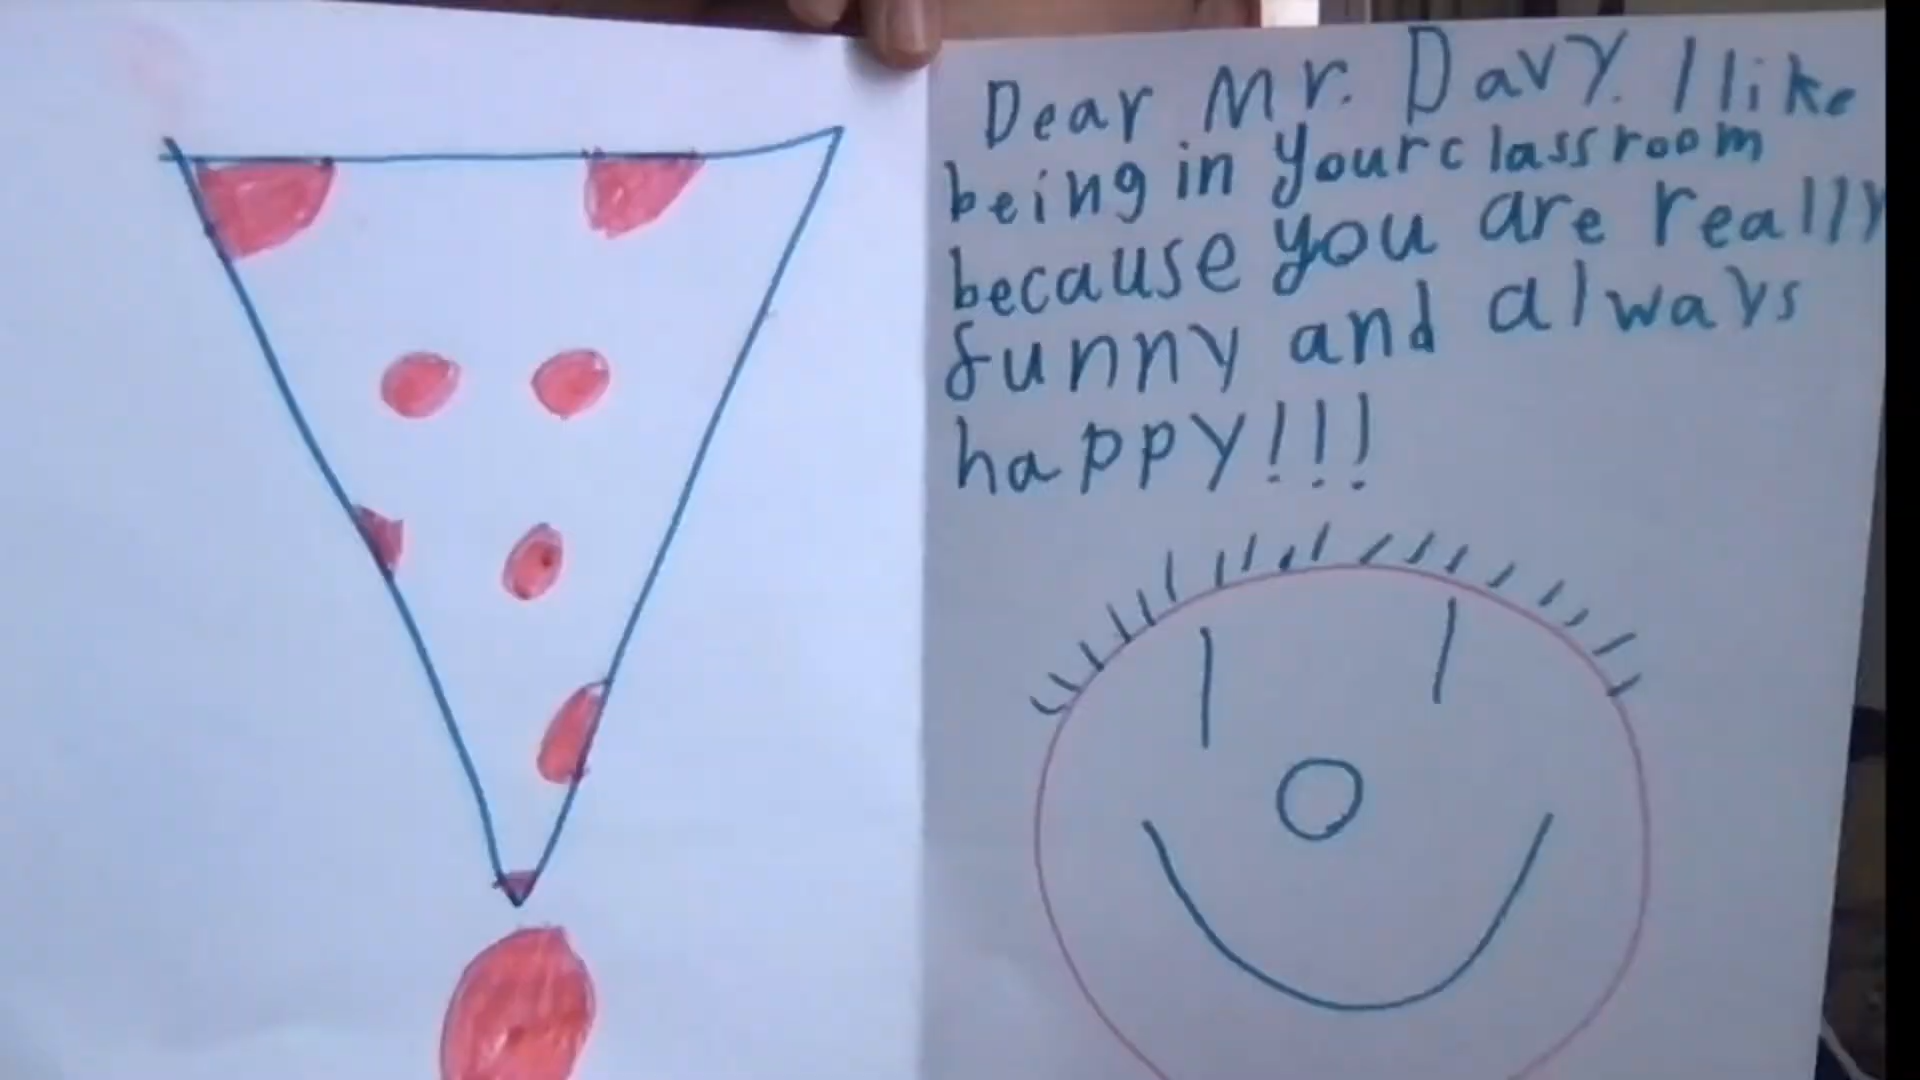 Dear Mr. Davy. I like
being in your classroom
because you are really
funny and always
happy!!!